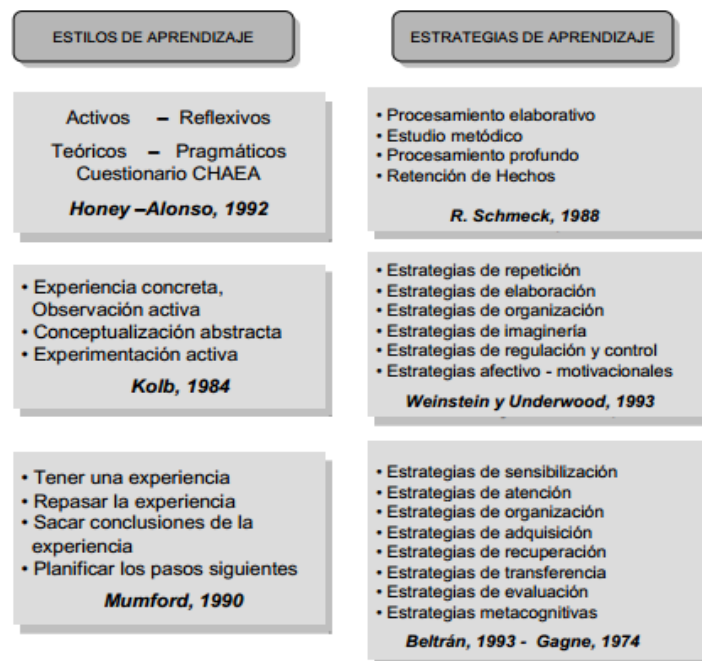 ESTILOS DE APRENDIZAJE
Activos – Reflexivos
Teóricos – Pragmáticos
Cuestionario CHAEA
Honey –Alonso, 1992
• Experiencia concreta,
Observación activa
• Conceptualización abstracta
• Experimentación activa
Kolb, 1984
• Tener una experiencia
• Repasar la experiencia
• Sacar conclusiones de la
experiencia
• Planificar los pasos siguientes
Mumford, 1990
ESTRATEGIAS DE APRENDIZAJE
• Procesamiento elaborativo
• Estudio metódico
• Procesamiento profundo
• Retención de Hechos
R. Schmeck, 1988
• Estrategias de repetición
• Estrategias de elaboración
• Estrategias de organización
• Estrategias de imaginería
• Estrategias de regulación y control
• Estrategias afectivo - motivacionales
Weinstein y Underwood, 1993
• Estrategias de sensibilización
• Estrategias de atención
• Estrategias de organización
• Estrategias de adquisición
• Estrategias de recuperación
• Estrategias de transferencia
• Estrategias de evaluación
• Estrategias metacognitivas
Beltrán, 1993 - Gagne, 1974